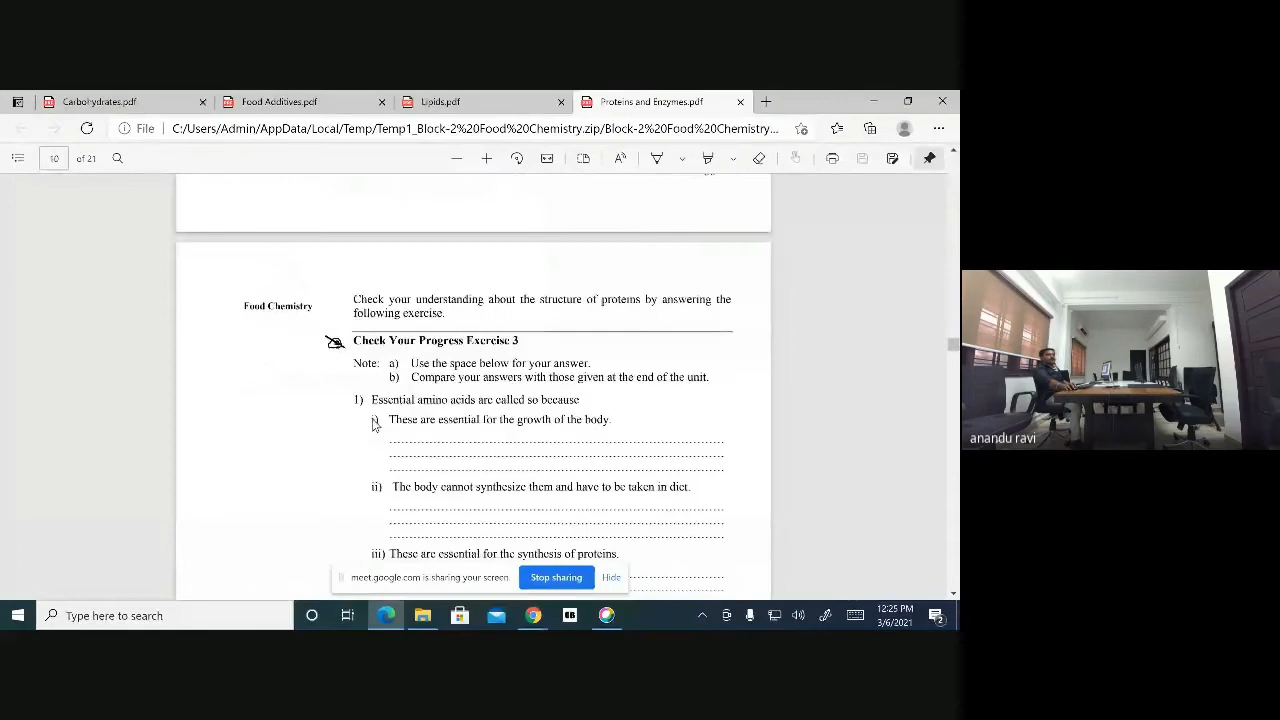 Carbohydrates.pdf
Food Additives.pdf
Lipids.pdf
Proteins and Enzymes.pdf
File
C:/Users/Admin/AppData/Local/Temp/Temp1_Block-2%20Food%20Chemistry.zip/Block-2%20Food%20Chemistry...
10 of 21
Food Chemistry
Check your understanding about the structure of proteins by answering the
following exercise.
Check Your Progress Exercise 3
Note: a) Use the space below for your answer.
b) Compare your answers with those given at the end of the unit.
1) Essential amino acids are called so because
i) These are essential for the growth of the body.
ii) The body cannot synthesize them and have to be taken in diet.
iii) These are essential for the synthesis of proteins.
meet.google.com is sharing your screen.
Stop sharing
Hide
Type here to search
12:25 PM
3/6/2021
2
anandu ravi